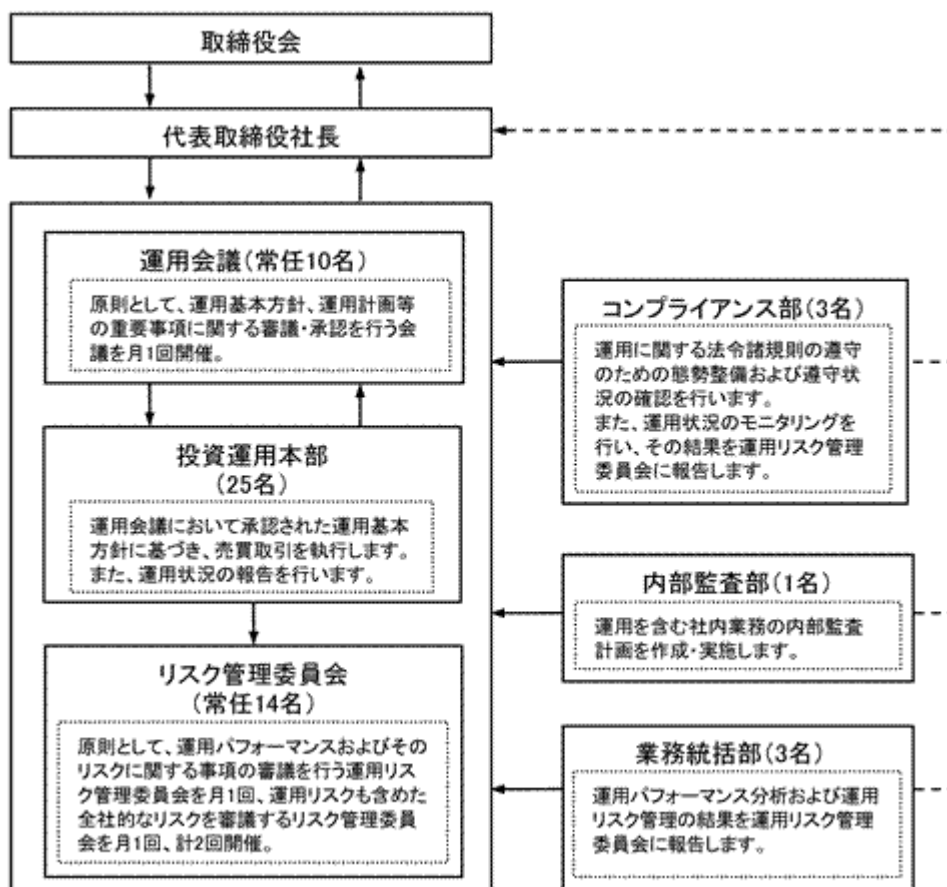 取締役会
代表取締役社長
運用会議(常任10名)
原則として、運用基本方針、運用計画等
の重要事項に関する審議・承認を行う会
議を月1回開催。
投資運用本部
(25名)
運用会議において承認された運用基本
方針に基づき、売買取引を執行します。
また、運用状況の報告を行います。
リスク管理委員会
(常任14名)
原則として、運用パフォーマンスおよびその
リスクに関する事項の審議を行う運用リス
ク管理委員会を月1回、運用リスクも含めた
全社的なリスクを審議するリスク管理委員
会を月1回、計2回開催。
コンプライアンス部(3名)
運用に関する法令諸規則の遵守
のための態勢整備および遵守状
況の確認を行います。
また、運用状況のモニタリングを
行い、その結果を運用リスク管理
委員会に報告します。
内部監査部(1名)
運用を含む社内業務の内部監査
計画を作成・実施します。
業務統括部(3名)
運用パフォーマンス分析および運用
リスク管理の結果を運用リスク管理
委員会に報告します。